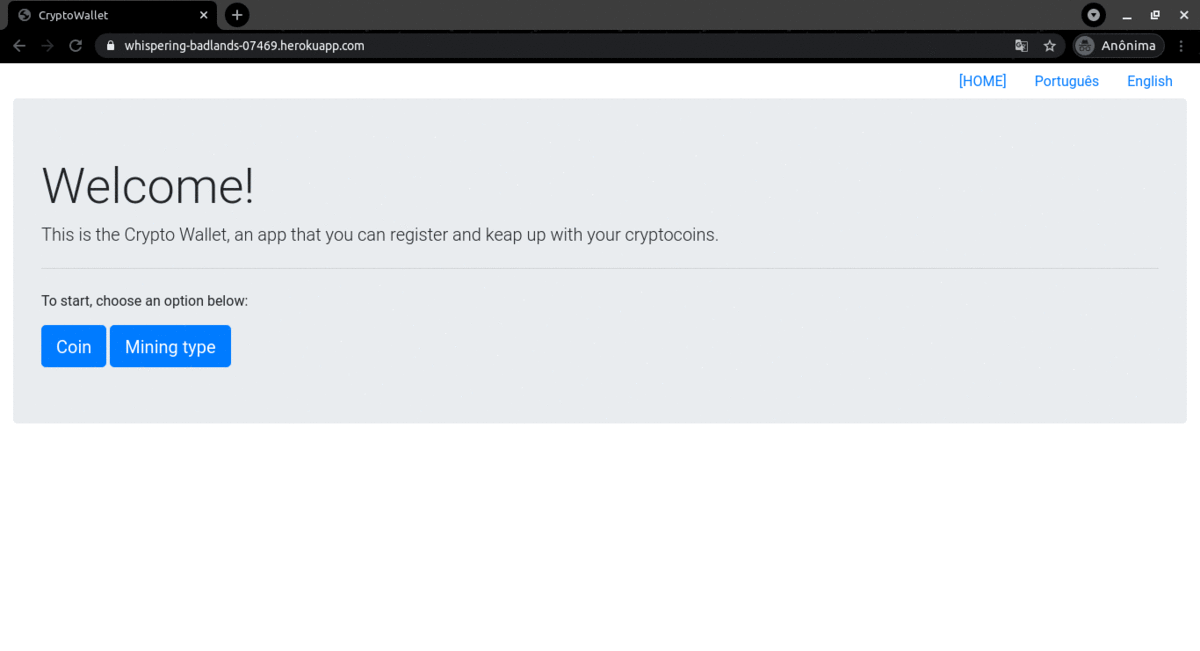 CryptoWallet
whispering-badlands-07469.herokuapp.com
Anônima
[HOME] Português English
Welcome!
This is the Crypto Wallet, an app that you can register and keap up with your cryptocoins.
To start, choose an option below:
Coin Mining type